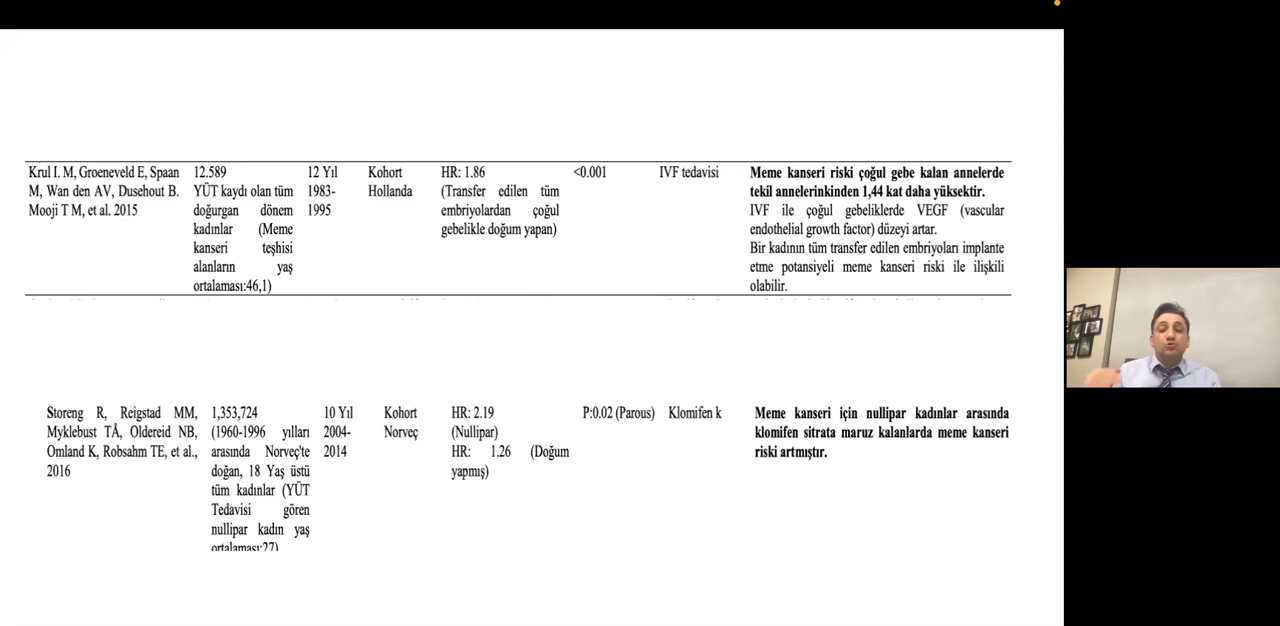 Krul I. M, Groeneveld E, Spaan
M, Wan den AV, Dusehout B.
Mooji T M, et al. 2015
12.589
YÜT kaydı olan tüm
doğurgan dönem
kadınlar (Meme
kanseri teşhisi
alanların yaş
ortalaması:46,1)
12 Yıl
1983-
1995
Kohort
Hollanda
HR: 1.86
(Transfer edilen tüm
embriyolardan çoğul
gebelikle doğum yapan)
<0.001
IVF tedavisi
Meme kanseri riski çoğul gebe kalan annelerde
tekil annelerinkinden 1,44 kat daha yüksektir.
IVF ile çoğul gebeliklerde VEGF (vascular
endothelial growth factor) düzeyi artar.
Bir kadının tüm transfer edilen embriyoları implante
etme potansiyeli meme kanseri riski ile ilişkili
olabilir.
Storeng R, Reigstad MM,
Myklebust TÅ, Oldereid NB,
Omland K, Robsahm TE, et al.,
2016
1,353,724
(1960-1996 yılları
arasında Norveç'te
doğan, 18 Yaş üstü
tüm kadınlar (YÜT
Tedavisi gören
nullipar kadın yaş
ortalaması:27)
10 Yıl
2004-
2014
Kohort
Norveç
HR: 2.19
(Nullipar)
HR: 1.26 (Doğum
yapmış)
P:0.02 (Parous)
Klomifen k
Meme kanseri için nullipar kadınlar arasında
klomifen sitrata maruz kalanlarda meme kanseri
riski artmıştır.